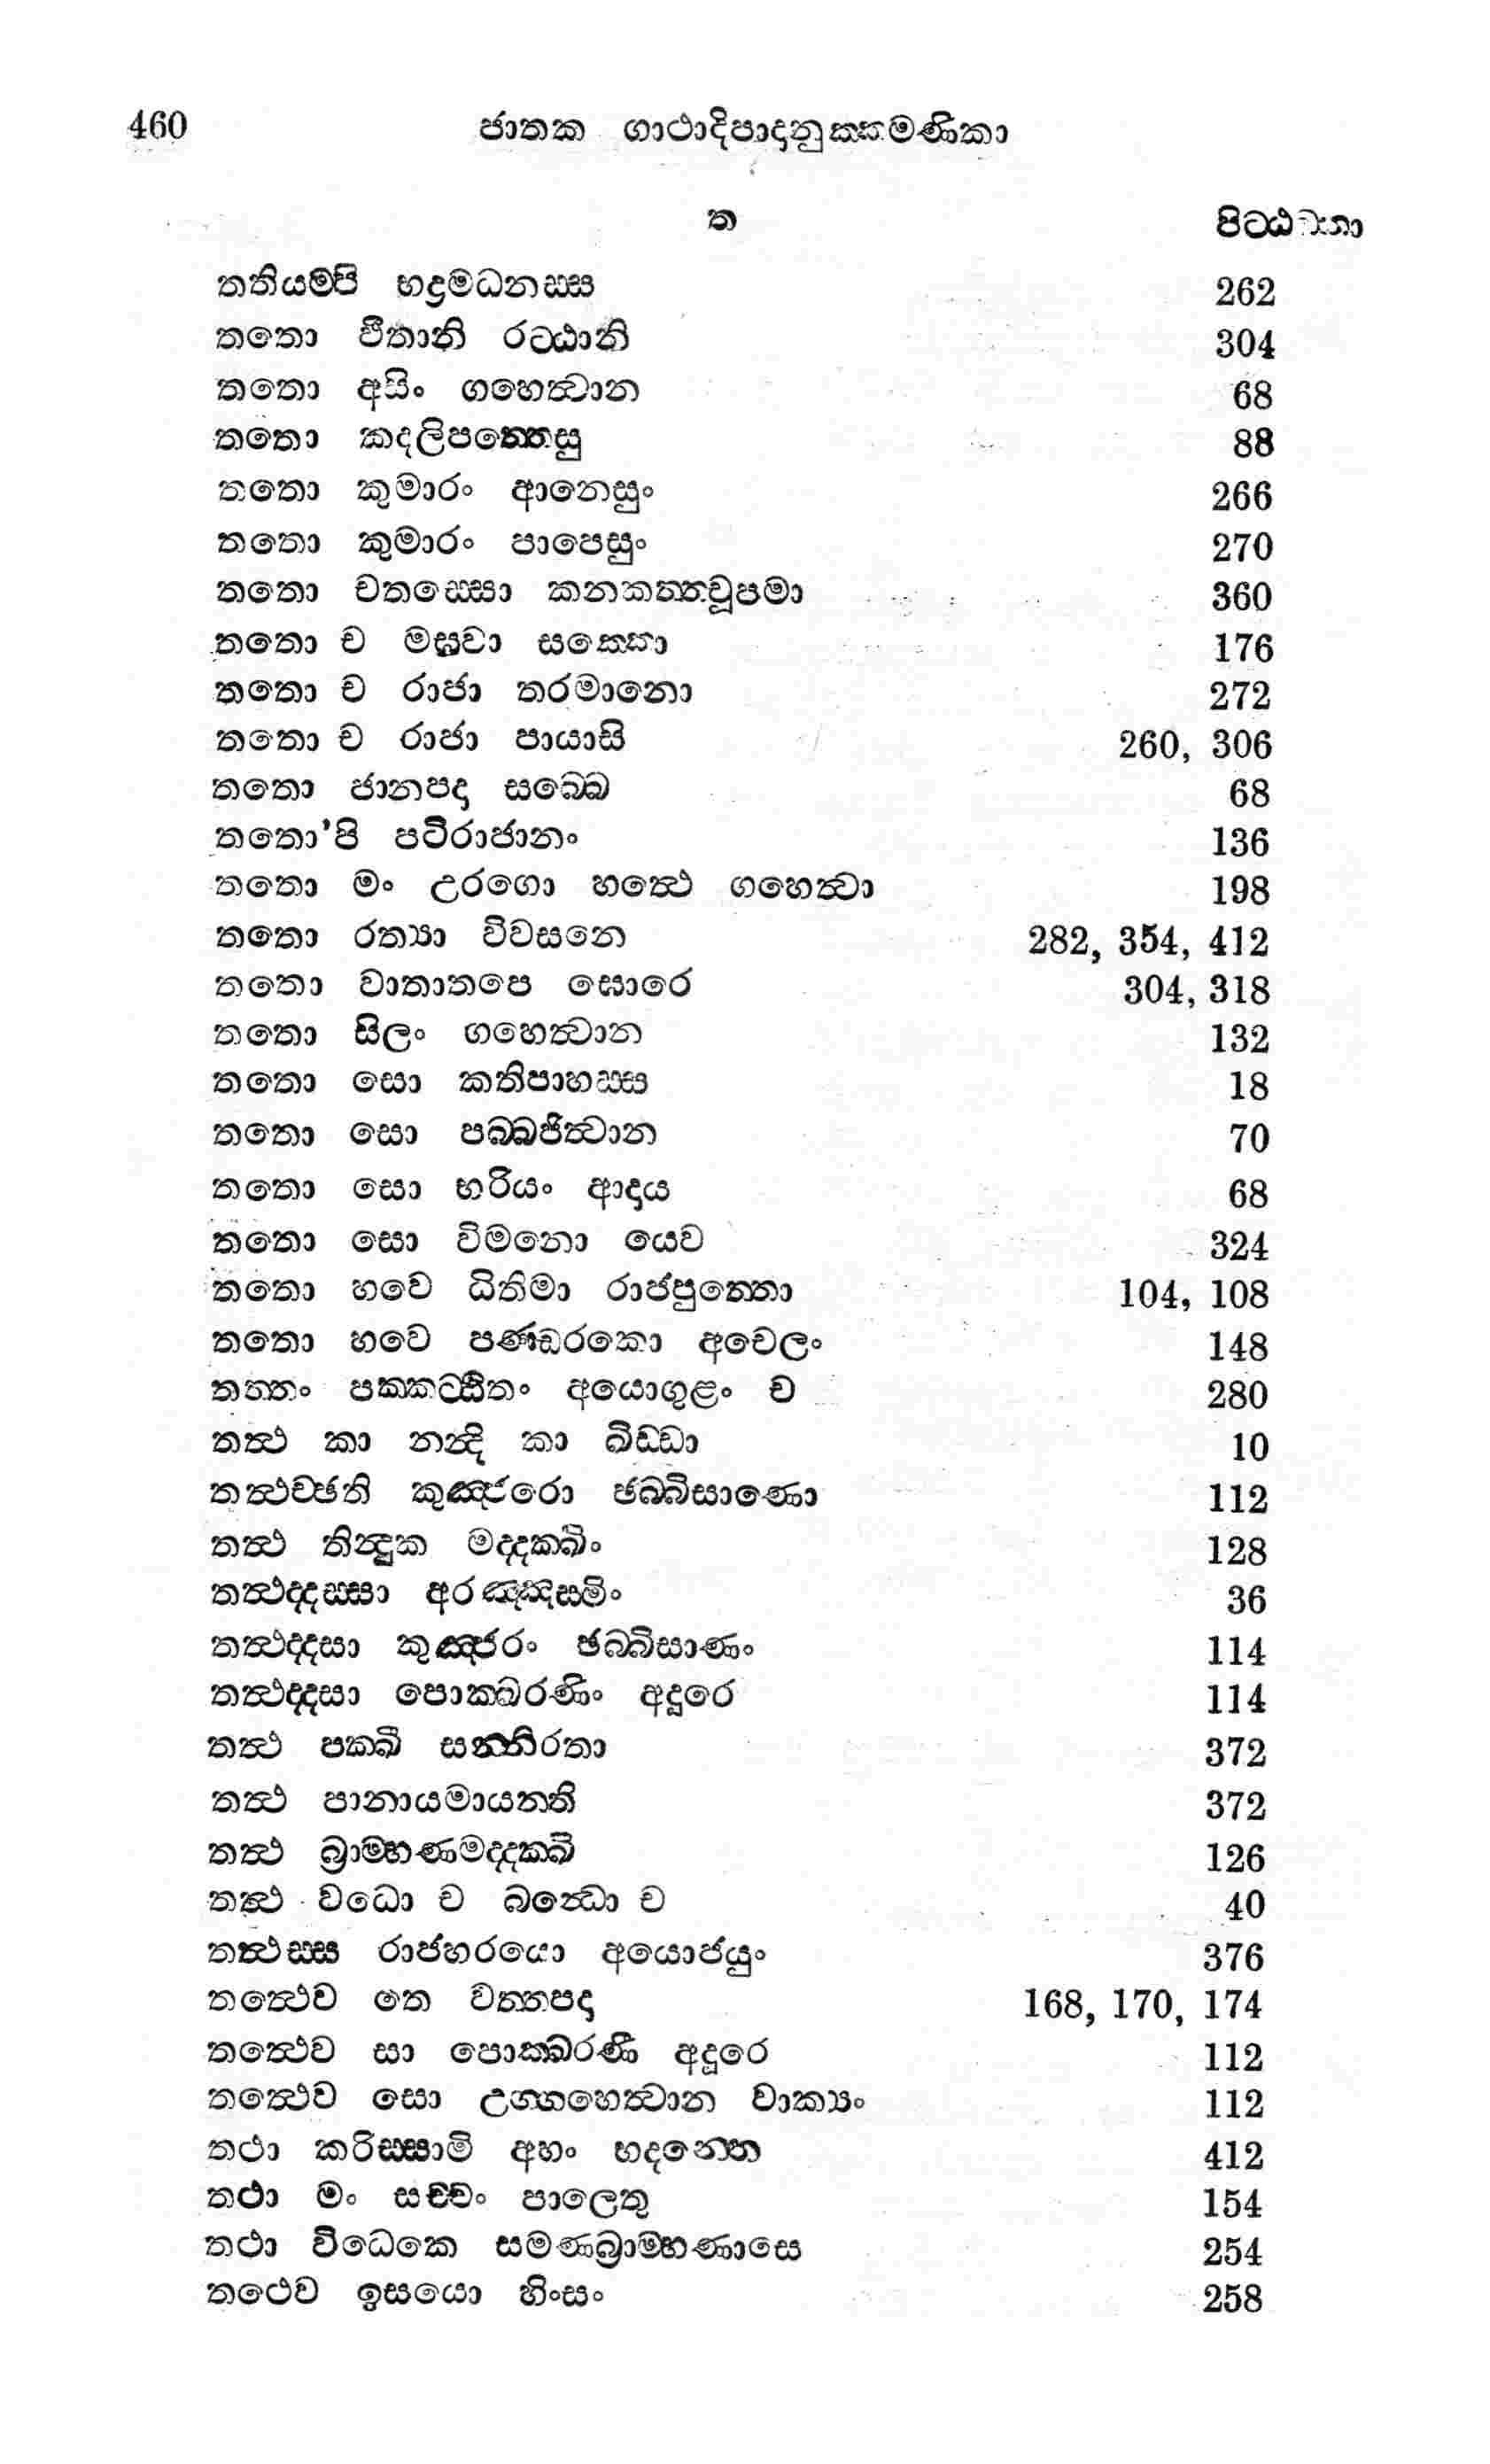 460 ජාතක ගාථාදිපාදානුක්කමණිකා
ත පිට්ඨඞ්කා
තතියම්පි භද්‍රමධනස්ස 262
තතො ඵීතානි රට්ඨානි 304
තතො අසිං ගහෙත්‍වාන 68
තතො කදලිපත්තෙසු 88
තතො කුමාරං ආනෙසුං 266
තතො කුමාරං පාපෙසුං 270
තතො චතස්සො කනකත්තචූපමා 360
තතො ච මඝවා සක්කො 176
තතො ච රාජා තරමානො 272
තතො ච රාජා පායාසි 260, 306
තතො ජානපදා සබ්බෙ 68
තතො'පි පටිරාජානං 136
තතො මං උරගො හත්‍ථෙ ගහෙත්‍වා 198
තතො රත්‍යා විවසනෙ 282, 354, 412
තතො වාතාතපෙ ඝොරෙ 304, 318
තතො සිලං ගහෙත්‍වාන 132
තතො සො කතිපාහස්ස 18
තතො සො පබ්බජිත්‍වාන 70
තතො සො භරියං ආදාය 68
තතො සො විමනො යෙව 324
තතො හවෙ ධිතිමා රාජපුත්තො 104, 108
තතො හවෙ පණ්ඩරකො අචෙලං 148
තත්තං පක්කට්ඨිතං අයොගුළං ච 280
තත්‍ථ කා නන්‍දි කා ඛිඩ්ඩා 10
තත්‍ථච්ඡති කුඤ්ජරො ඡබ්බිසාණො 112
තත්‍ථ තින්‍දුක මද්දක්ඛිං 128
තත්‍ථද්දස්සා අරඤ්ඤස්මිං 36
තත්‍ථද්දසා කුඤ්ජරං ඡබ්බිසාණං 114
තත්‍ථද්දසා පොක්ඛරණිං අදූරෙ 114
තත්‍ථ පක්ඛී සන්නිරතා 372
තත්‍ථ පානායමායන්ති 372
තත්‍ථ බ්‍රාම්හණමද්දක්ඛි 126
තත්‍ථ වධො ච බන්‍ධො ච 40
තත්‍ථස්ස රාජහරයො අයොජයුං 376
තත්‍ථෙව තෙ වත්තපදා 168, 170, 174
තත්‍ථෙව සා පොක්ඛරණී අදූරෙ 112
තත්‍ථෙව සො උග්ගහෙත්‍වාන වාක්‍යං 112
තථා කරිස්සාමි අහං භදන්තෙ 412
තථා මං සච්චං පාලෙතු 154
තථා විධෙකෙ සමණබ්‍රාම්හණාසෙ 254
තථෙව ඉසයො හිංසං 258